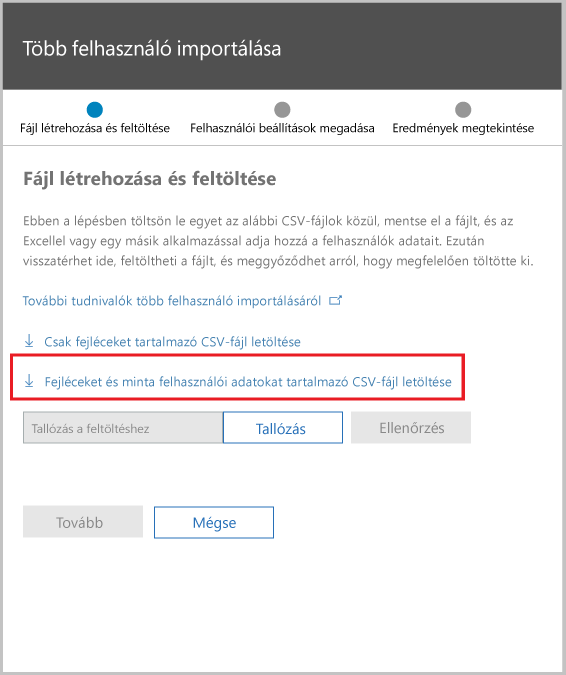 Több felhasználó importálása
Fájl létrehozása és feltöltése
Felhasználói beállítások megadása
Eredmények megtekintése
Fájl létrehozása és feltöltése
Ebben a lépésben töltsön le egyet az alábbi CSV-fájlok közül, mentse el a fájlt, és az
Excellel vagy egy másik alkalmazással adja hozzá a felhasználók adatait. Ezután
visszatérhet ide, feltöltheti a fájlt, és meggyőződhet arról, hogy megfelelően töltötte ki.
További tudnivalók több felhasználó importálásáról
Csak fejléceket tartalmazó CSV-fájl letöltése
Fejléceket és minta felhasználói adatokat tartalmazó CSV-fájl letöltése
Tallózás a feltöltéshez
Tallózás
Ellenőrzés
Tovább
Mégse